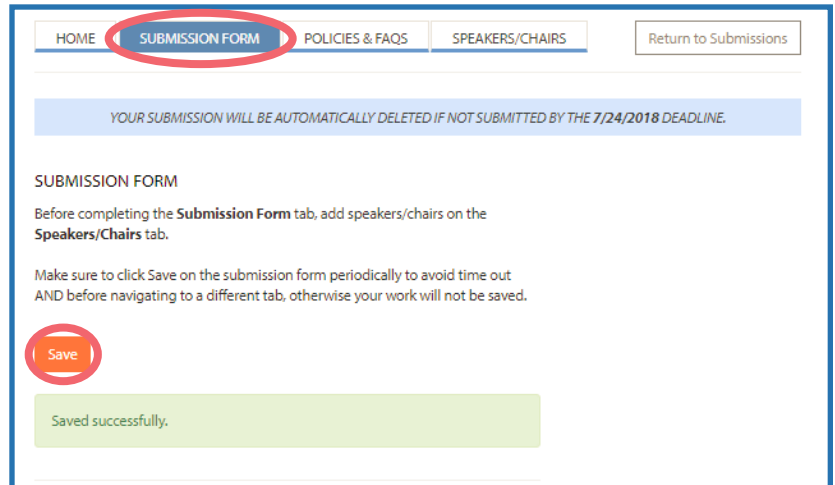 HOME SUBMISSION FORM POLICIES & FAQS SPEAKERS/CHAIRS Return to Submissions
YOUR SUBMISSION WILL BE AUTOMATICALLY DELETED IF NOT SUBMITTED BY THE 7/24/2018 DEADLINE.
SUBMISSION FORM
Before completing the Submission Form tab, add speakers/chairs on the
Speakers/Chairs tab.
Make sure to click Save on the submission form periodically to avoid time out
AND before navigating to a different tab, otherwise your work will not be saved.
Save
Saved successfully.